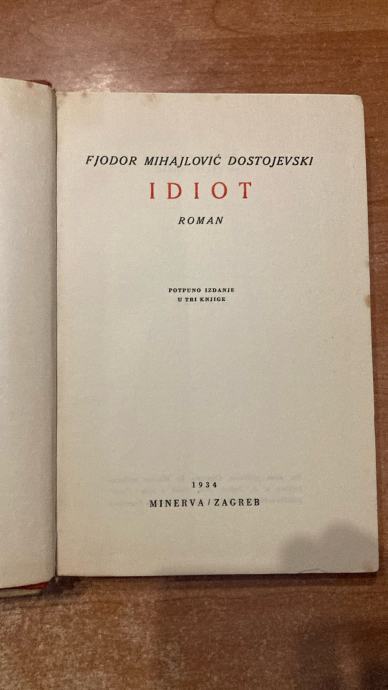 FJODOR MIHAJLOVIĆ DOSTOJEVSKI
IDIOT
ROMAN
POTPUNO IZDANJE
U TRI KNJIGE
1934
MINERVA / ZAGREB